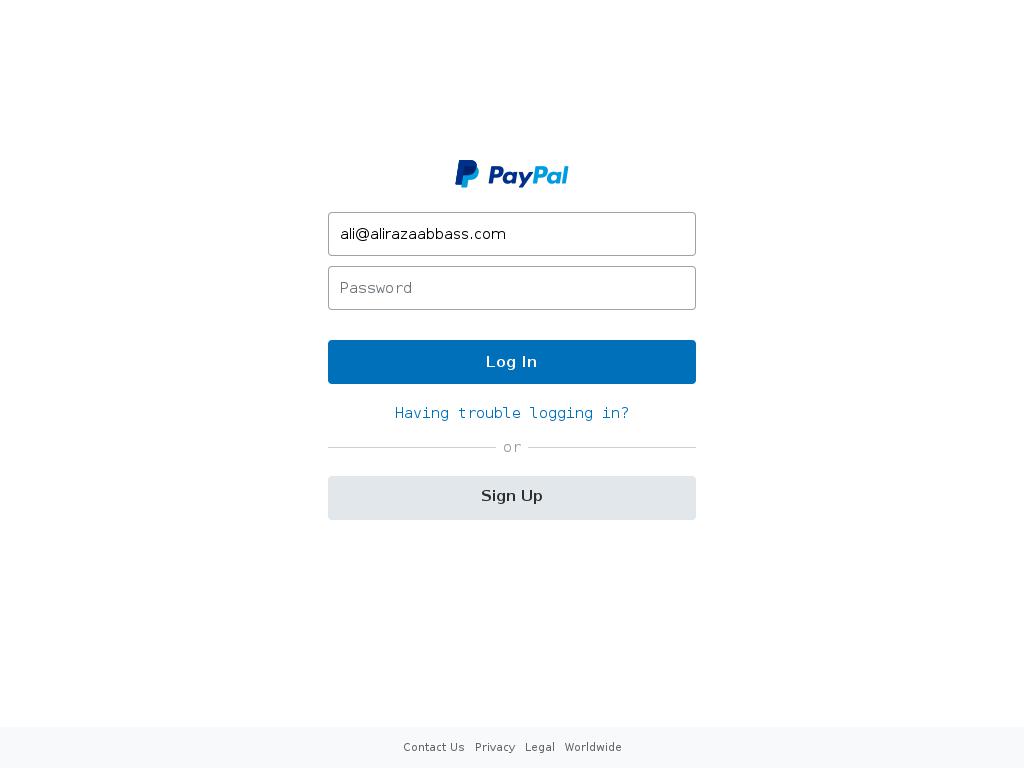 PayPal
ali@alirazaabbass.com
Password
Log In
Having trouble logging in?
or
Sign Up
Contact Us Privacy Legal Worldwide